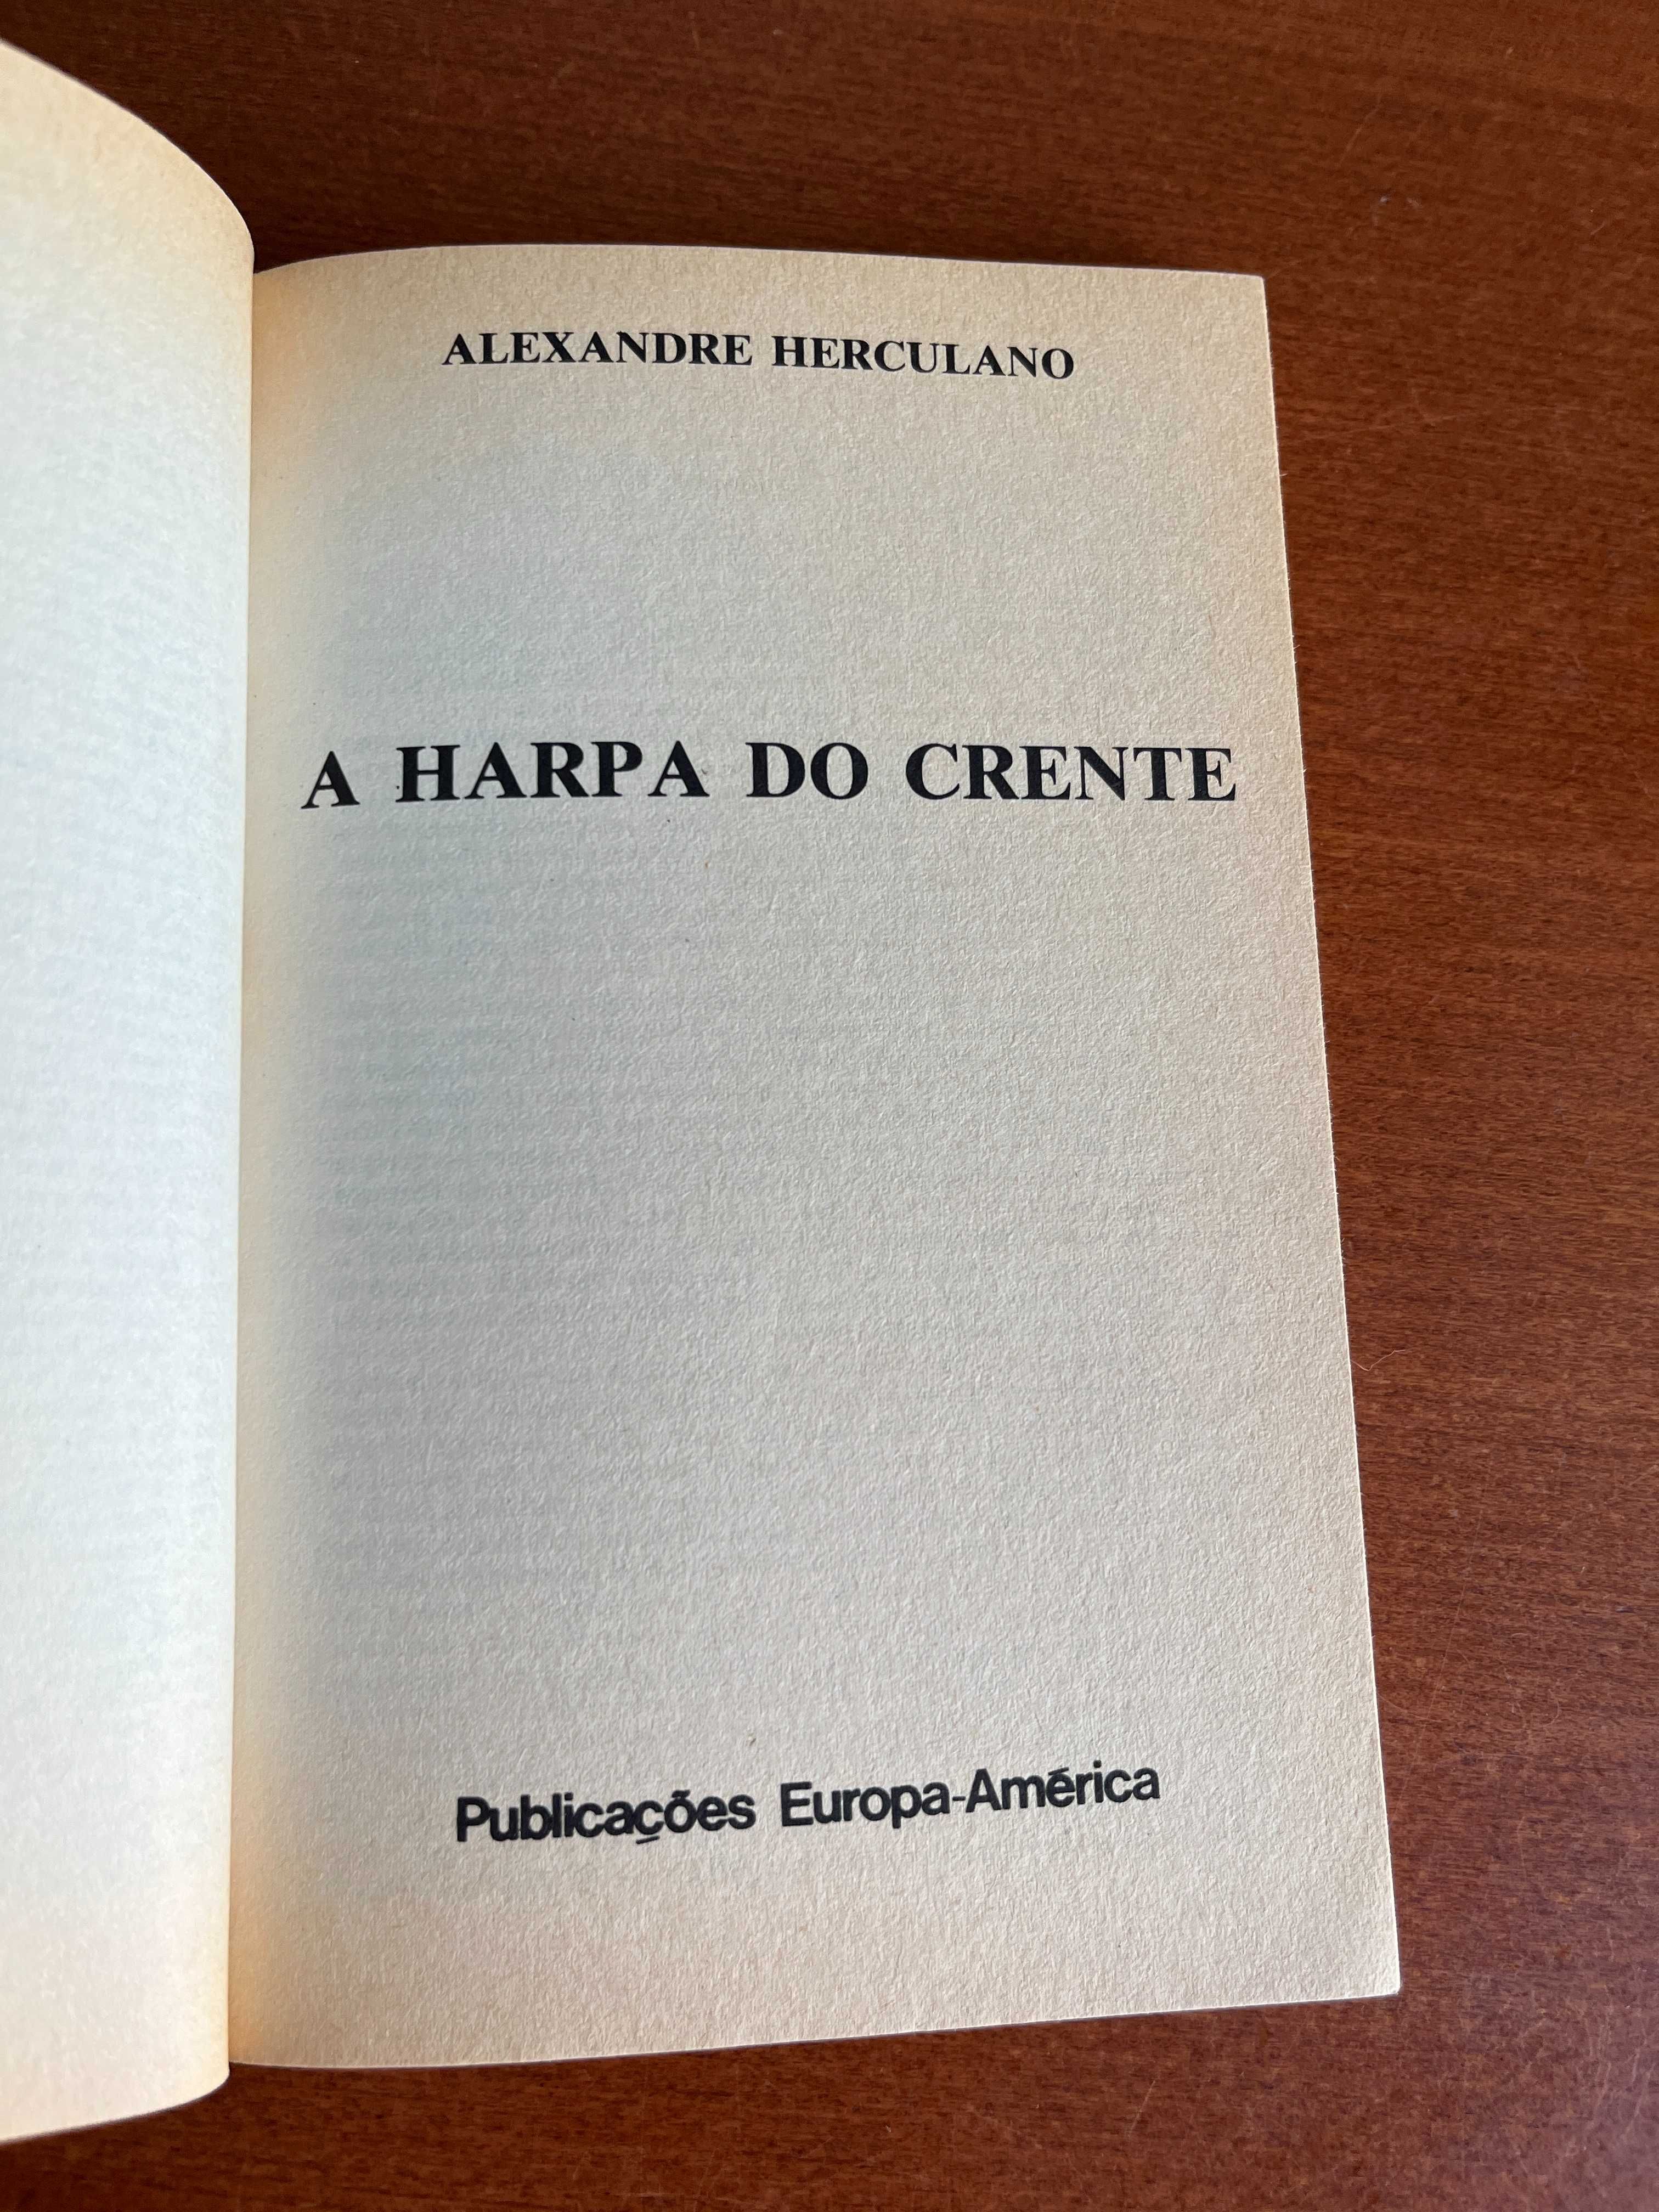 ALEXANDRE HERCULANO
A HARPA DO CRENTE
Publicações Europa-América